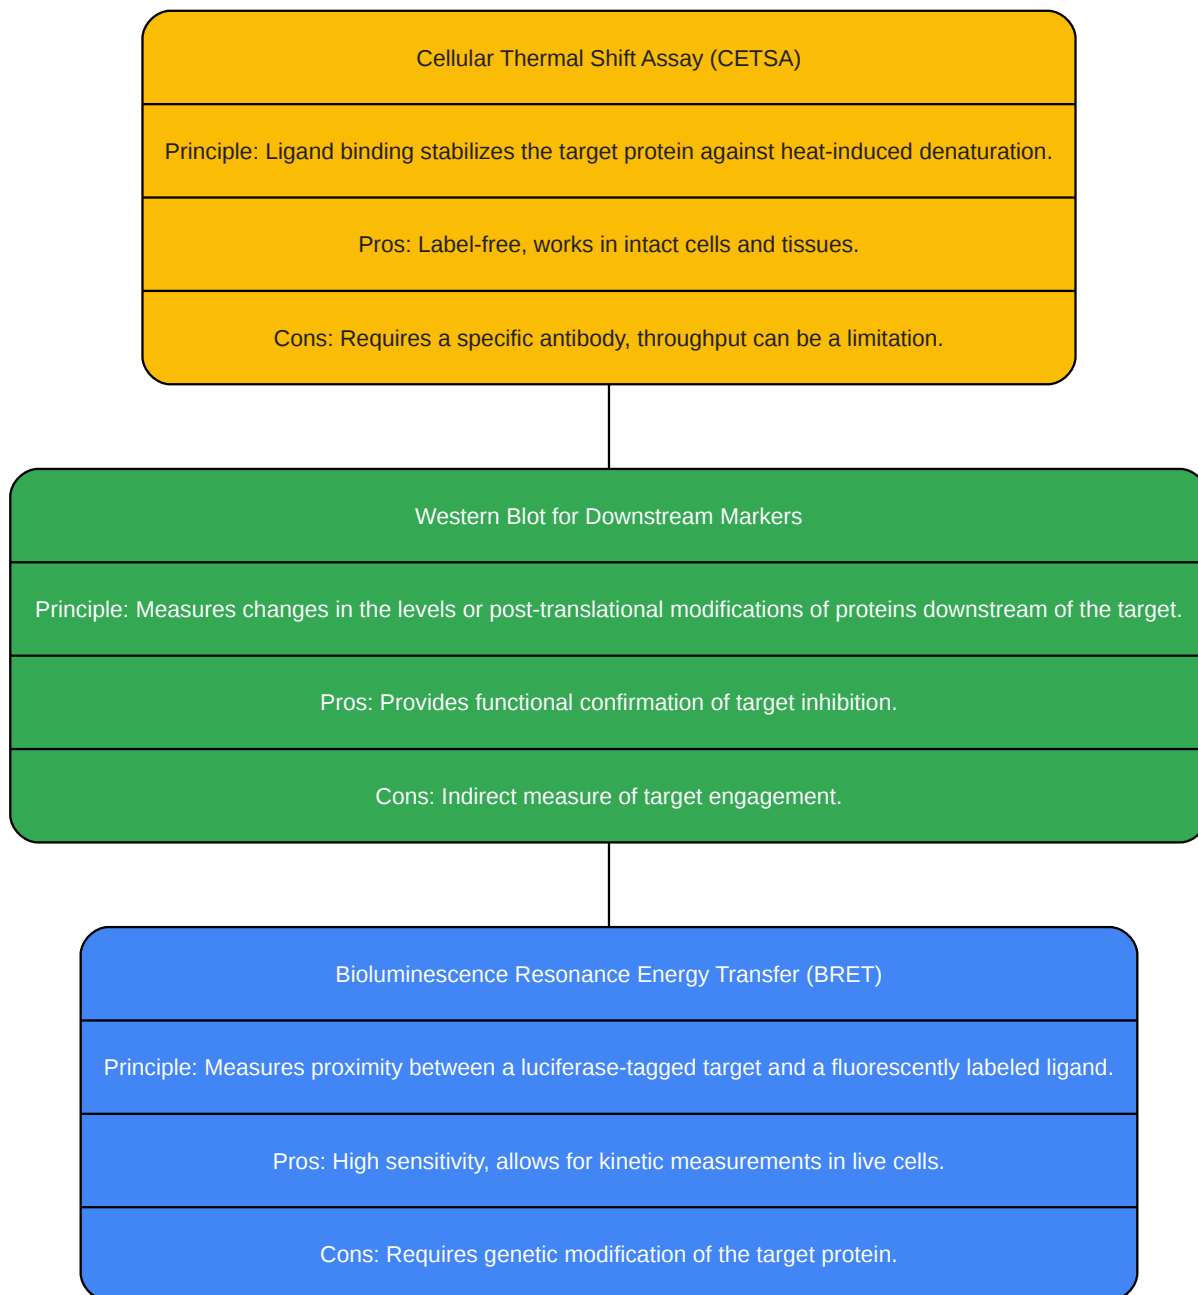 Cellular Thermal Shift Assay (CETSA)
Principle: Ligand binding stabilizes the target protein against heat-induced denaturation.
Pros: Label-free, works in intact cells and tissues.
Cons: Requires a specific antibody, throughput can be a limitation.
Western Blot for Downstream Markers
Principle: Measures changes in the levels or post-translational modifications of proteins downstream of the target.
Pros: Provides functional confirmation of target inhibition.
Cons: Indirect measure of target engagement.
Bioluminescence Resonance Energy Transfer (BRET)
Principle: Measures proximity between a luciferase-tagged target and a fluorescently labeled ligand.
Pros: High sensitivity, allows for kinetic measurements in live cells.
Cons: Requires genetic modification of the target protein.